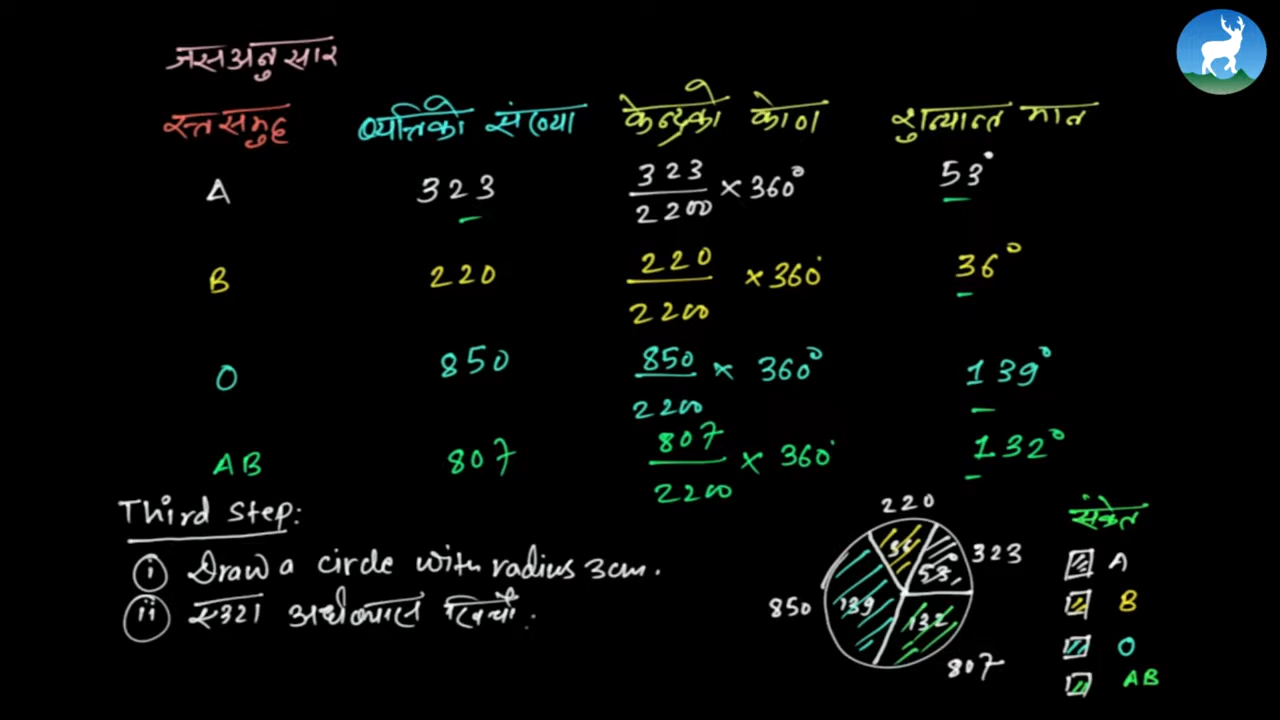 जसअनुसार
रक्त समुह व्यक्तिको संख्या केन्द्रको कोण शुन्यान्त मान
A 323 323/2200 × 360° 53°
B 220 220/2200 × 360° 36°
O 850 850/2200 × 360° 139°
AB 807 807/2200 × 360° 132°
Third Step:
(i) Draw a circle with radius 3cm.
(ii) एउटा अर्धव्यास
220
323
850
807
36
53°
139
132
संकेत
A
B
O
AB